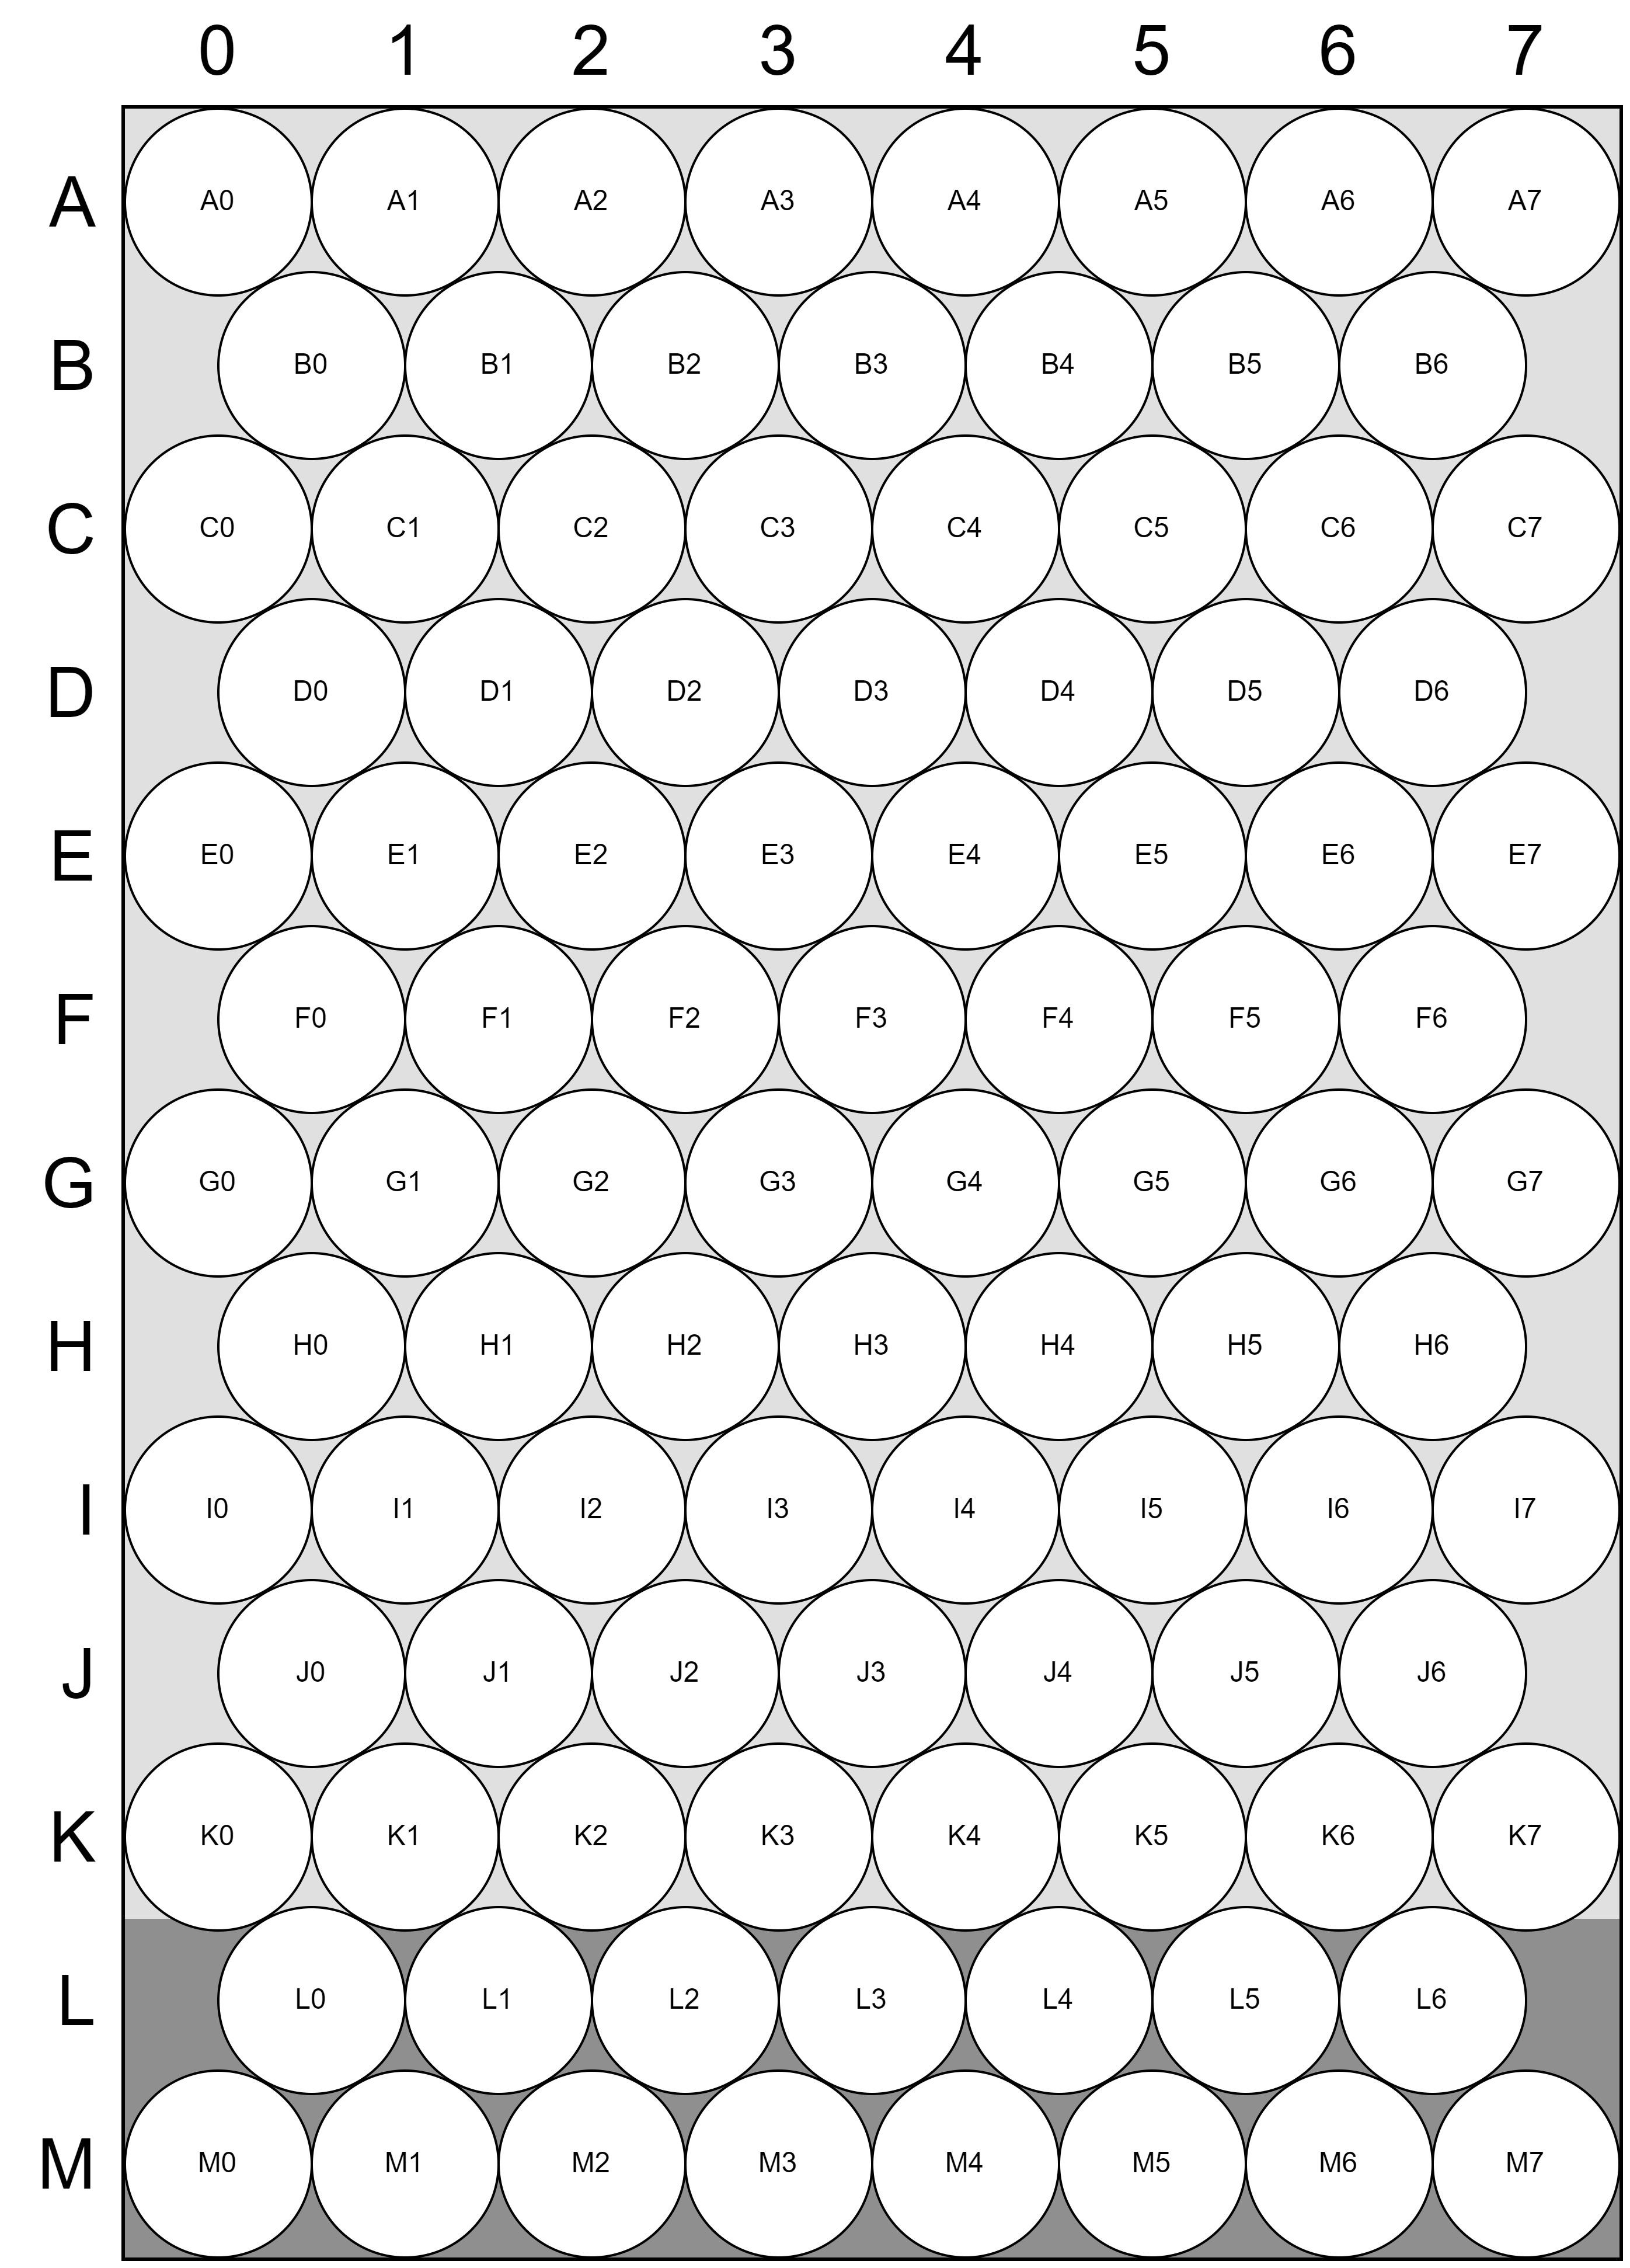 0 1 2 3 4 5 6 7
A A0 A1 A2 A3 A4 A5 A6 A7
B B0 B1 B2 B3 B4 B5 B6
C C0 C1 C2 C3 C4 C5 C6 C7
D D0 D1 D2 D3 D4 D5 D6
E E0 E1 E2 E3 E4 E5 E6 E7
F F0 F1 F2 F3 F4 F5 F6
G G0 G1 G2 G3 G4 G5 G6 G7
H H0 H1 H2 H3 H4 H5 H6
I I0 I1 I2 I3 I4 I5 I6 I7
J J0 J1 J2 J3 J4 J5 J6
K K0 K1 K2 K3 K4 K5 K6 K7
L L0 L1 L2 L3 L4 L5 L6
M M0 M1 M2 M3 M4 M5 M6 M7